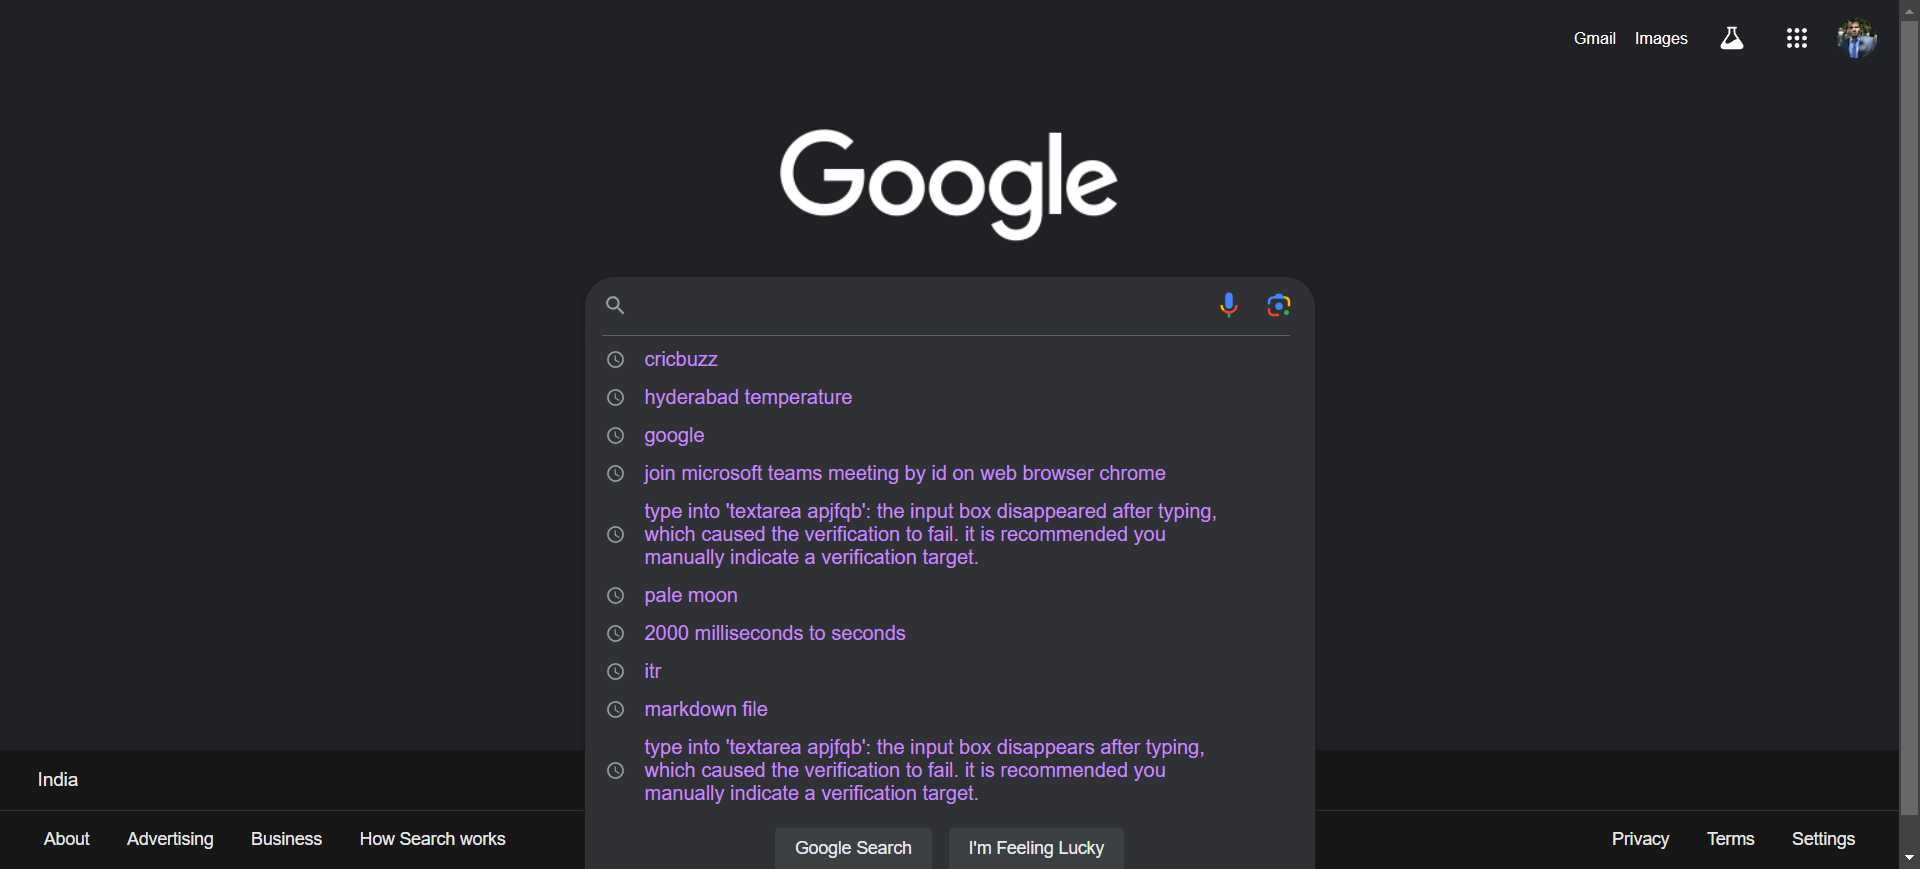 Gmail Images
Google
cricbuzz
hyderabad temperature
google
join microsoft teams meeting by id on web browser chrome
type into 'textarea apjfqb': the input box disappeared after typing,
which caused the verification to fail. it is recommended you
manually indicate a verification target.
pale moon
2000 milliseconds to seconds
itr
markdown file
type into 'textarea apjfqb': the input box disappears after typing,
which caused the verification to fail. it is recommended you
manually indicate a verification target.
Google Search I'm Feeling Lucky
India
About Advertising Business How Search works
Privacy Terms Settings